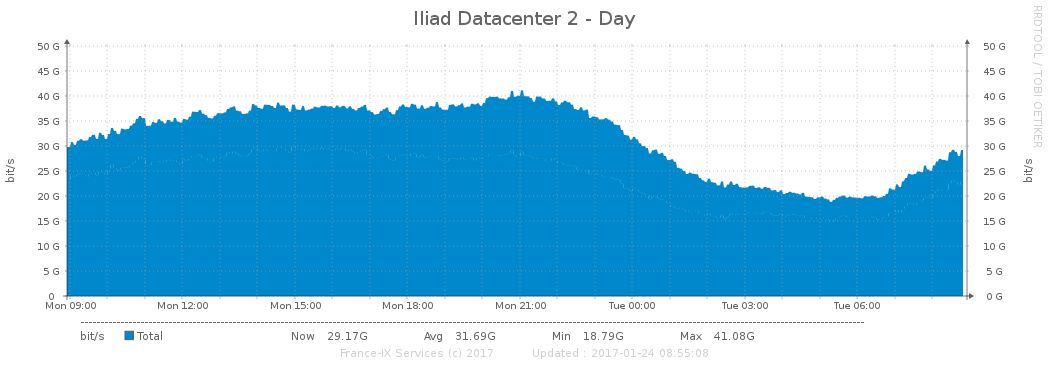 Iliad Datacenter 2 - Day
RRDTOOL / TOBI OETIKER
50 G 50 G
45 G 45 G
40 G 40 G
35 G 35 G
30 G 30 G
25 G 25 G
20 G 20 G
15 G 15 G
10 G 10 G
5 G 5 G
0 0 G
bit/s bit/s
Mon 09:00 Mon 12:00 Mon 15:00 Mon 18:00 Mon 21:00 Tue 00:00 Tue 03:00 Tue 06:00
bit/s Total Now 29.17G Avg 31.69G Min 18.79G Max 41.08G
France-IX Services (c) 2017 Updated : 2017-01-24 08:55:08